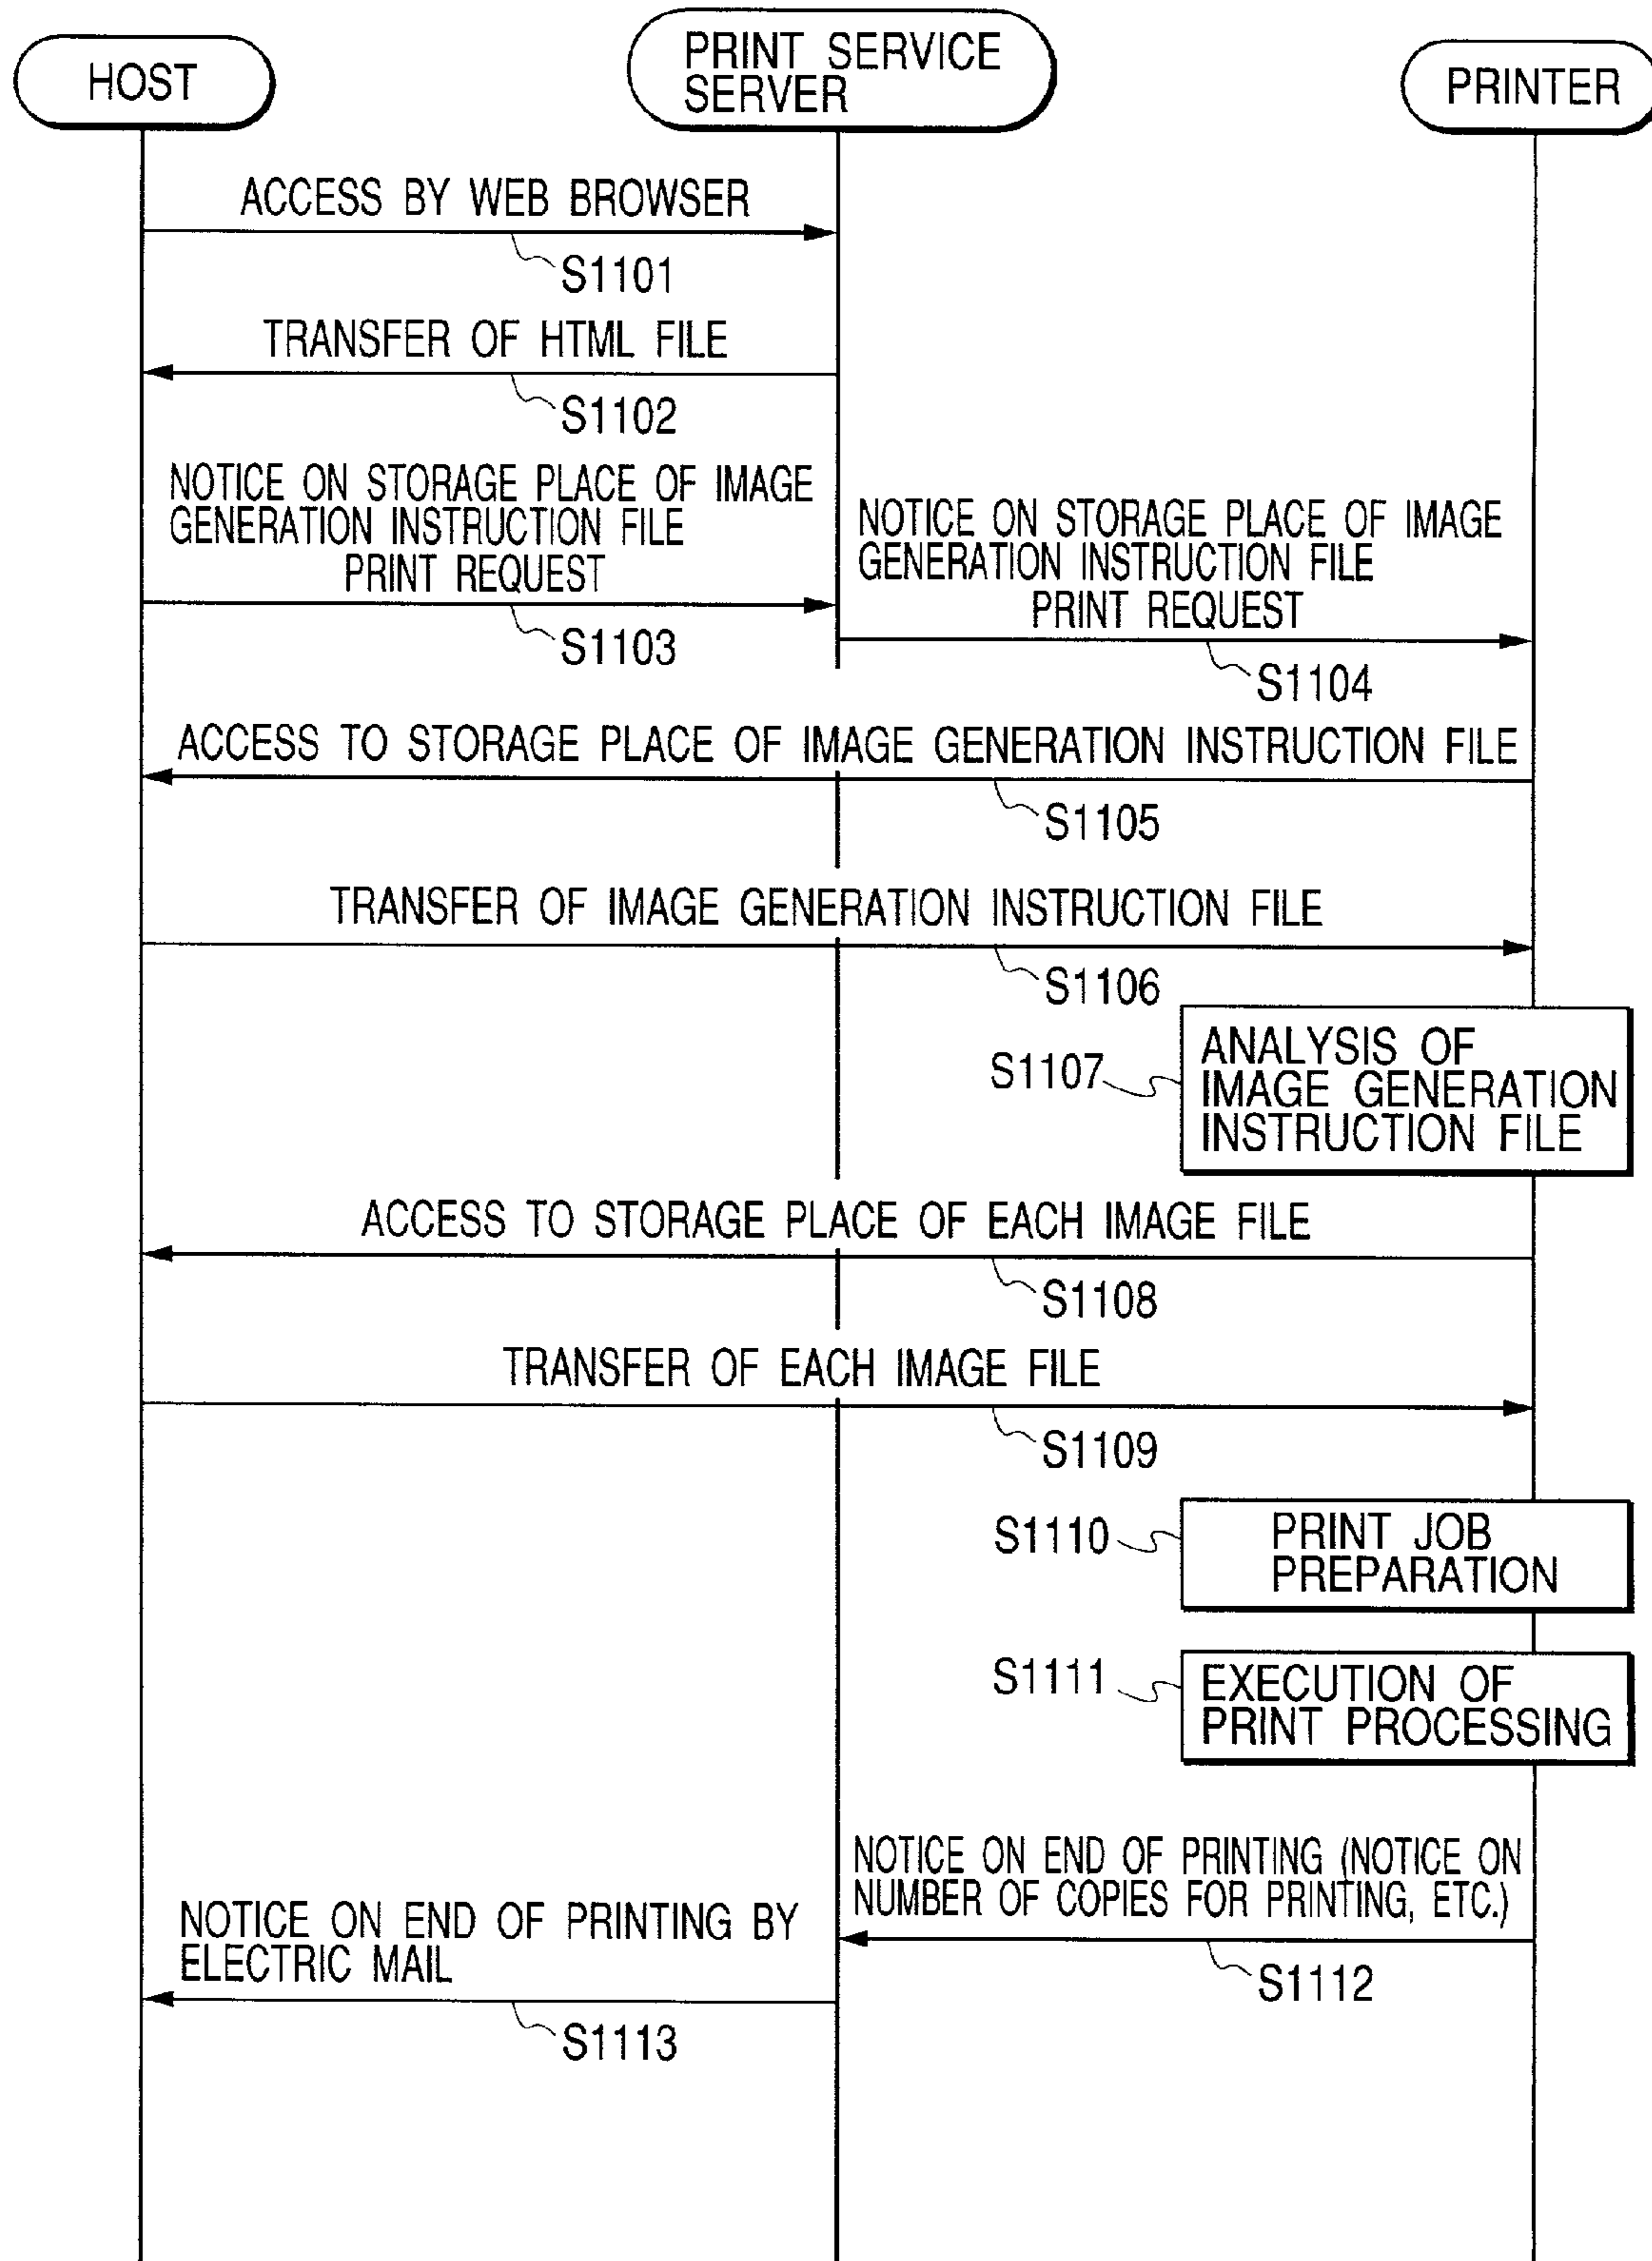 HOST
PRINT SERVICE
SERVER
PRINTER
ACCESS BY WEB BROWSER
S1101
TRANSFER OF HTML FILE
S1102
NOTICE ON STORAGE PLACE OF IMAGE
GENERATION INSTRUCTION FILE
PRINT REQUEST
S1103
NOTICE ON STORAGE PLACE OF IMAGE
GENERATION INSTRUCTION FILE
PRINT REQUEST
S1104
ACCESS TO STORAGE PLACE OF IMAGE GENERATION INSTRUCTION FILE
S1105
TRANSFER OF IMAGE GENERATION INSTRUCTION FILE
S1106
S1107
ANALYSIS OF
IMAGE GENERATION
INSTRUCTION FILE
ACCESS TO STORAGE PLACE OF EACH IMAGE FILE
S1108
TRANSFER OF EACH IMAGE FILE
S1109
S1110
PRINT JOB
PREPARATION
S1111
EXECUTION OF
PRINT PROCESSING
NOTICE ON END OF PRINTING (NOTICE ON
NUMBER OF COPIES FOR PRINTING, ETC.)
S1112
NOTICE ON END OF PRINTING BY
ELECTRIC MAIL
S1113